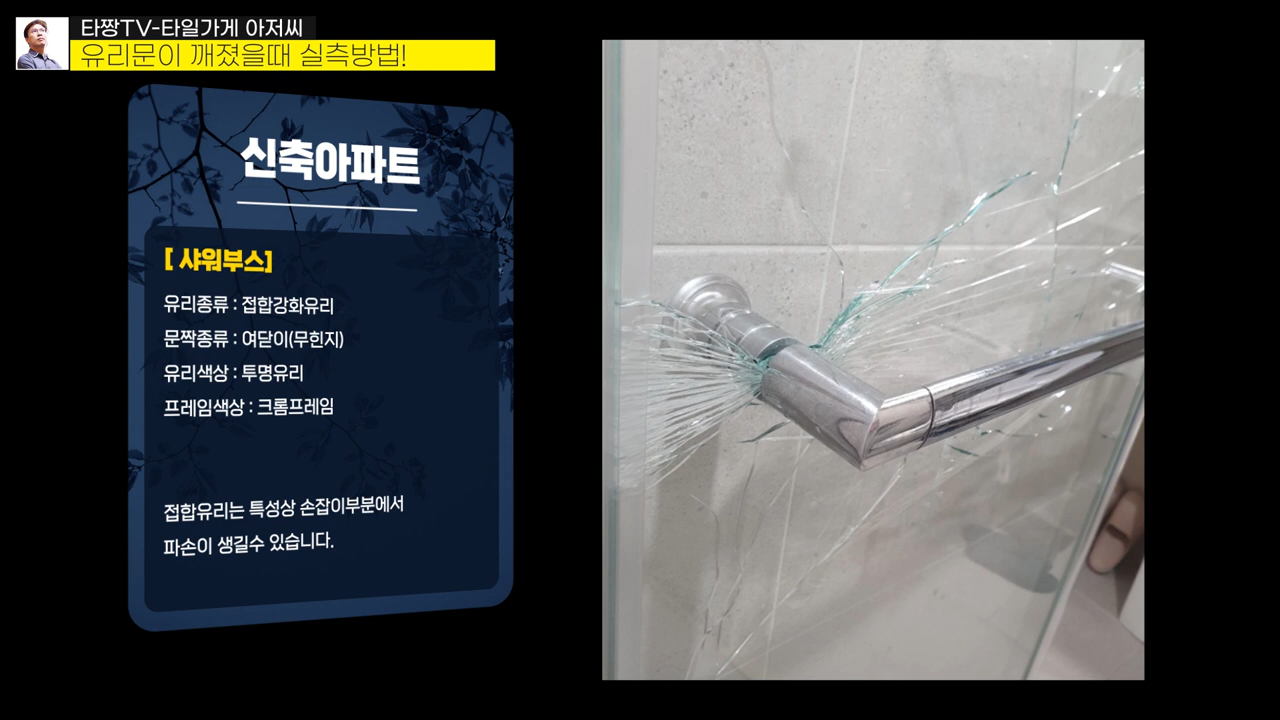 타짱TV-타일가게 아저씨
유리문이 깨졌을때 실측방법!
신축아파트
[ 샤워부스]
유리종류 : 접합강화유리
문짝종류 : 여닫이(무힌지)
유리색상 : 투명유리
프레임색상 : 크롬프레임
접합유리는 특성상 손잡이부분에서
파손이 생길수 있습니다.